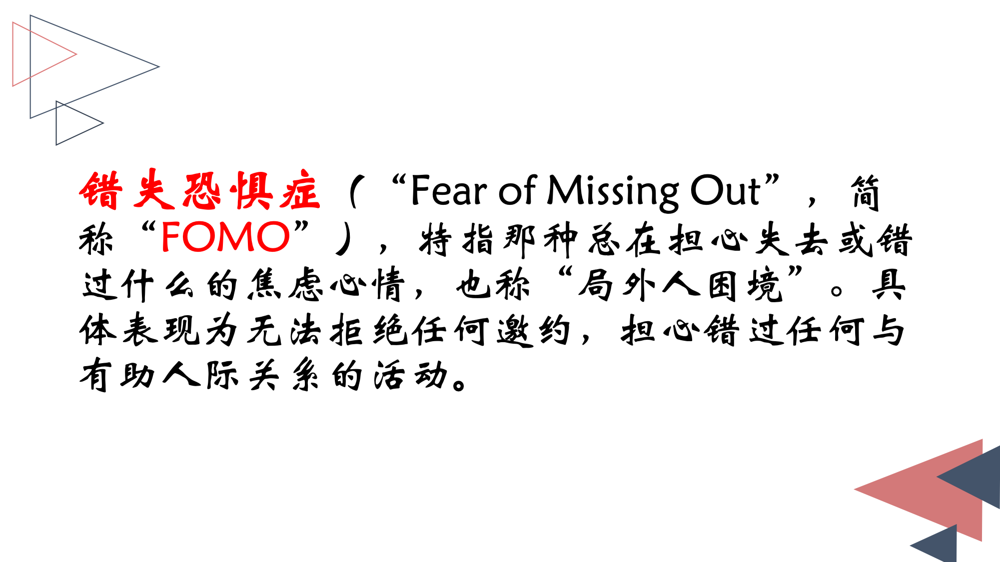 错失恐惧症（“Fear of Missing Out”，简
称“FOMO”），特指那种总在担心失去或错
过什么的焦虑心情，也称“局外人困境”。具
体表现为无法拒绝任何邀约，担心错过任何与
有助人际关系的活动。